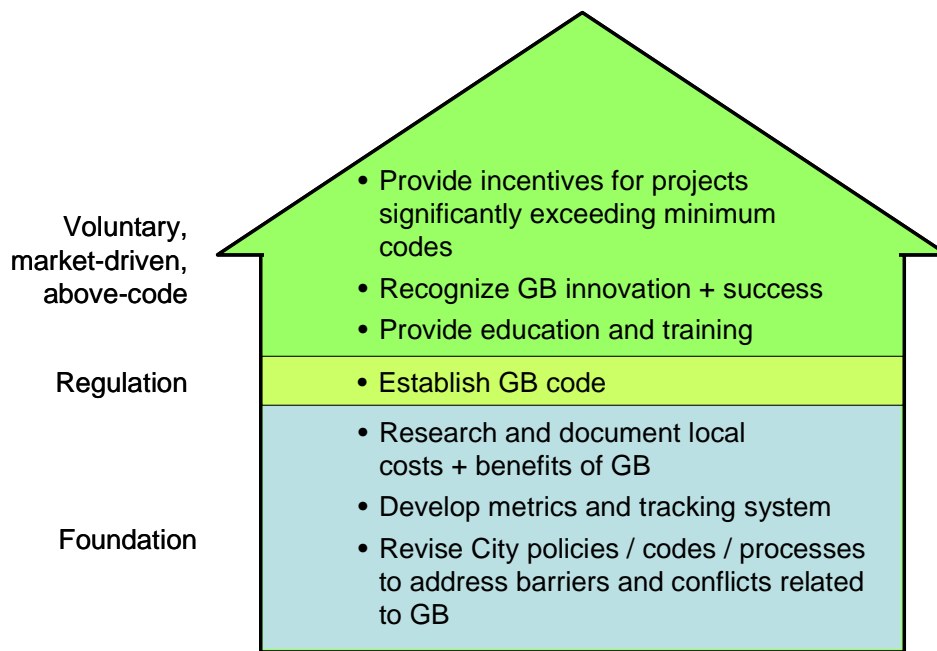 Voluntary,
market-driven,
above-code
• Provide incentives for projects
significantly exceeding minimum
codes
• Recognize GB innovation + success
• Provide education and training
Regulation
• Establish GB code
Foundation
• Research and document local
costs + benefits of GB
• Develop metrics and tracking system
• Revise City policies / codes / processes
to address barriers and conflicts related
to GB